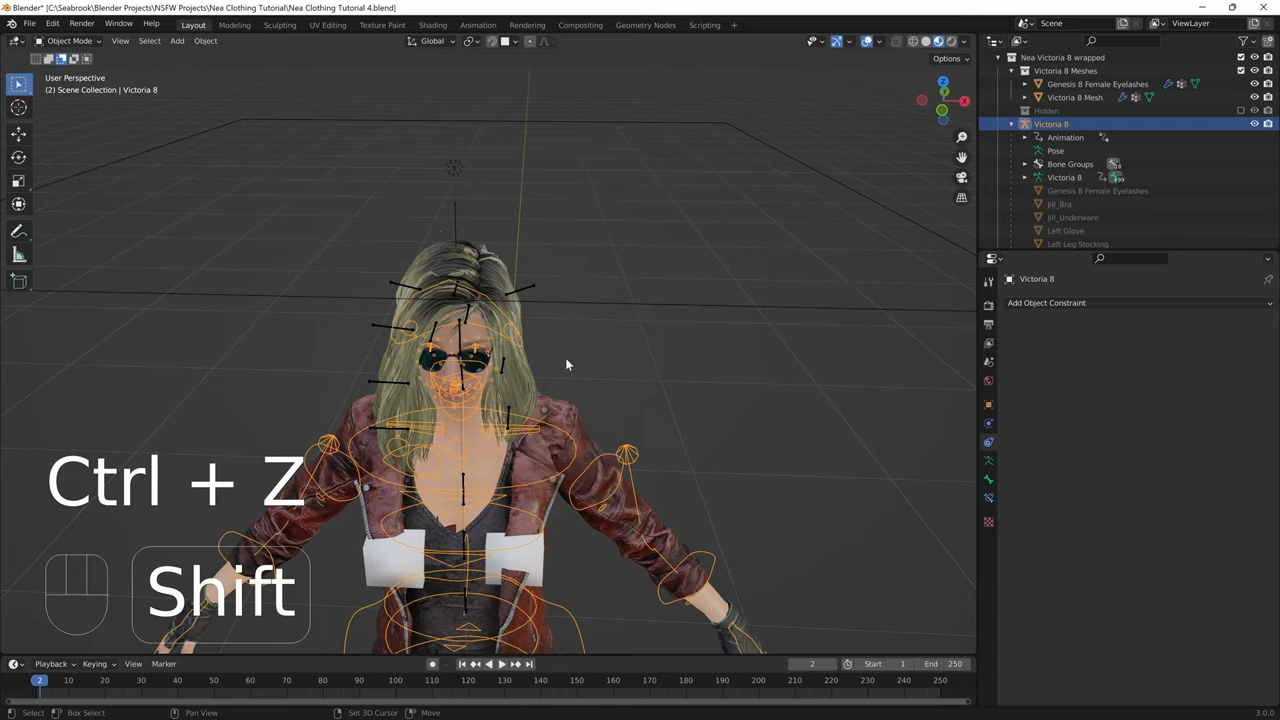 Blender* [C:\Seabrook\Blender Projects\NSFW Projects\Nea Clothing Tutorial\Nea Clothing Tutorial 4.blend]
File Edit Render Window Help Layout Modeling Sculpting UV Editing Texture Paint Shading Animation Rendering Compositing Geometry Nodes Scripting + Scene ViewLayer
Object Mode View Select Add Object Global
Options
User Perspective
(2) Scene Collection | Victoria 8
X
Y
Z
Nea Victoria 8 wrapped
Victoria 8 Meshes
Genesis 8 Female Eyelashes
Victoria 8 Mesh
Hidden
Victoria 8
Animation
Pose
Bone Groups
18
Victoria 8
99
Genesis 8 Female Eyelashes
Jill_Bra
Jill_Underware
Left Glove
Left Leg Stocking
Victoria 8
Add Object Constraint
Ctrl + Z
Shift
Playback Keying View Marker 2 Start 1 End 250
2 10 20 30 40 50 60 70 80 90 100 110 120 130 140 150 160 170 180 190 200 210 220 230 240 250
Select Box Select Pan View Set 3D Cursor Move 3.0.0